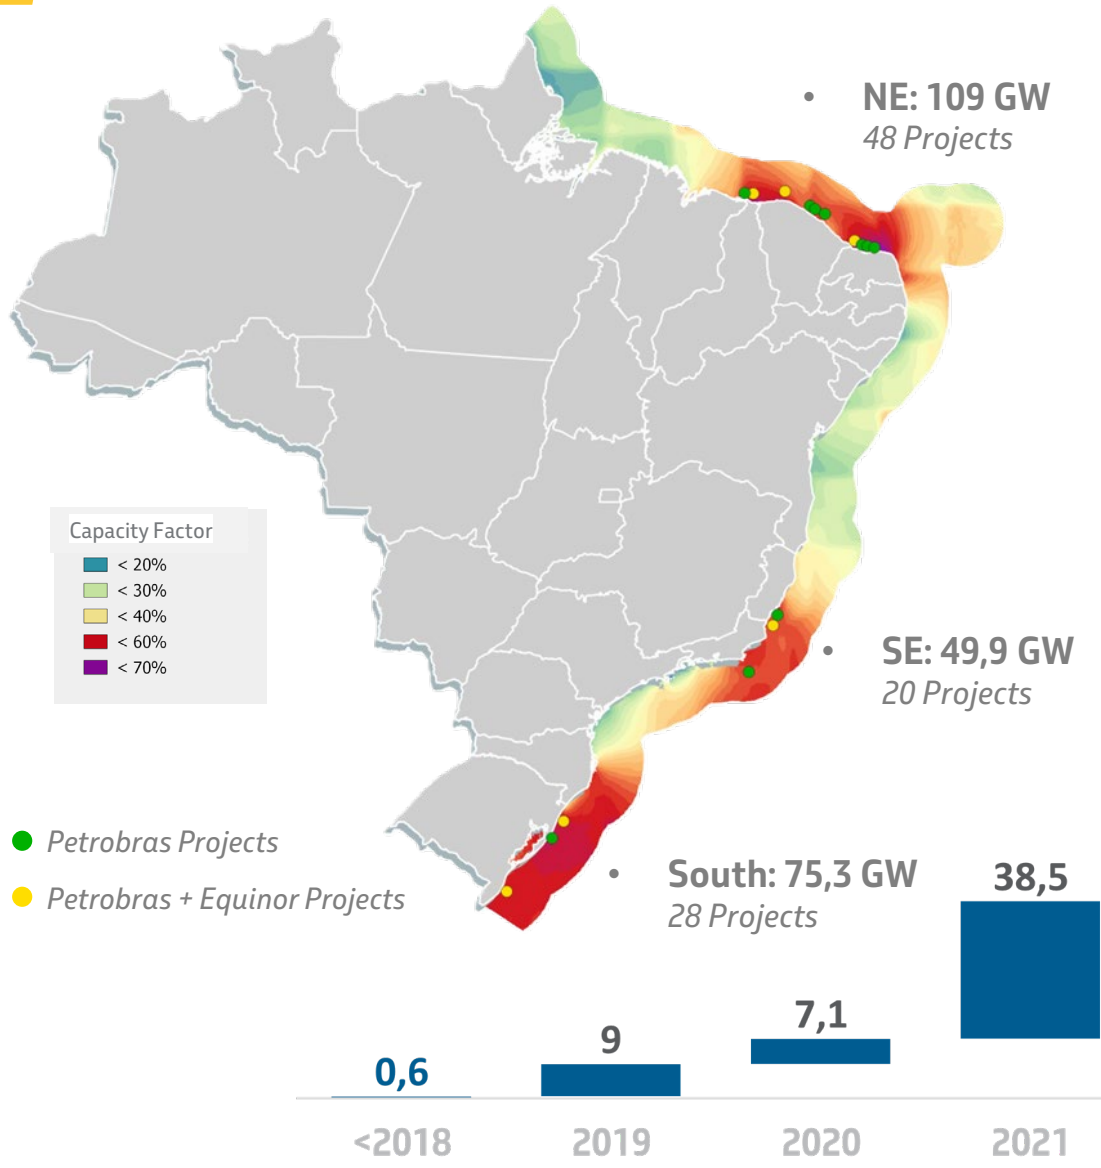 NE: 109 GW
48 Projects
Capacity Factor
< 20%
< 30%
< 40%
< 60%
< 70%
SE: 49,9 GW
20 Projects
Petrobras Projects
Petrobras + Equinor Projects
South: 75,3 GW
28 Projects
38,5
7,1
9
0,6
<2018
2019
2020
2021